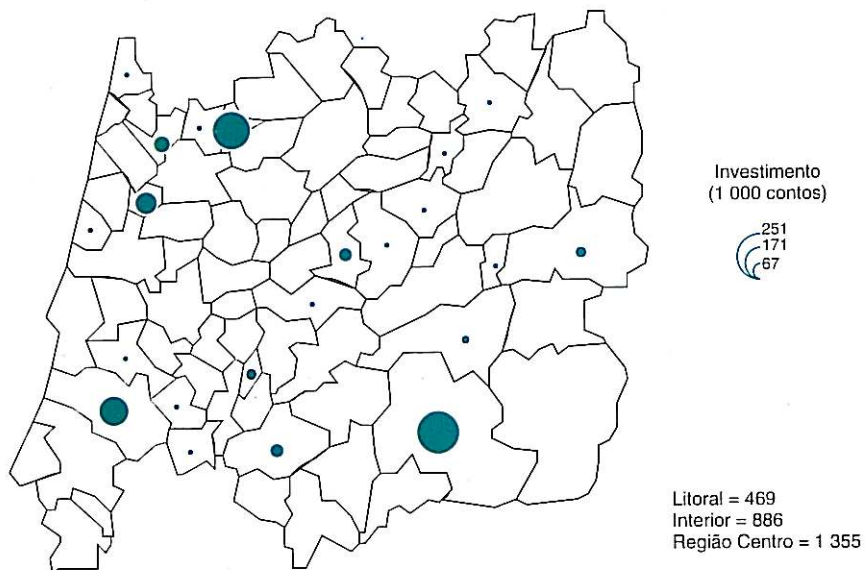 Investimento
(1 000 contos)
251
171
67
Litoral = 469
Interior = 886
Região Centro = 1 355